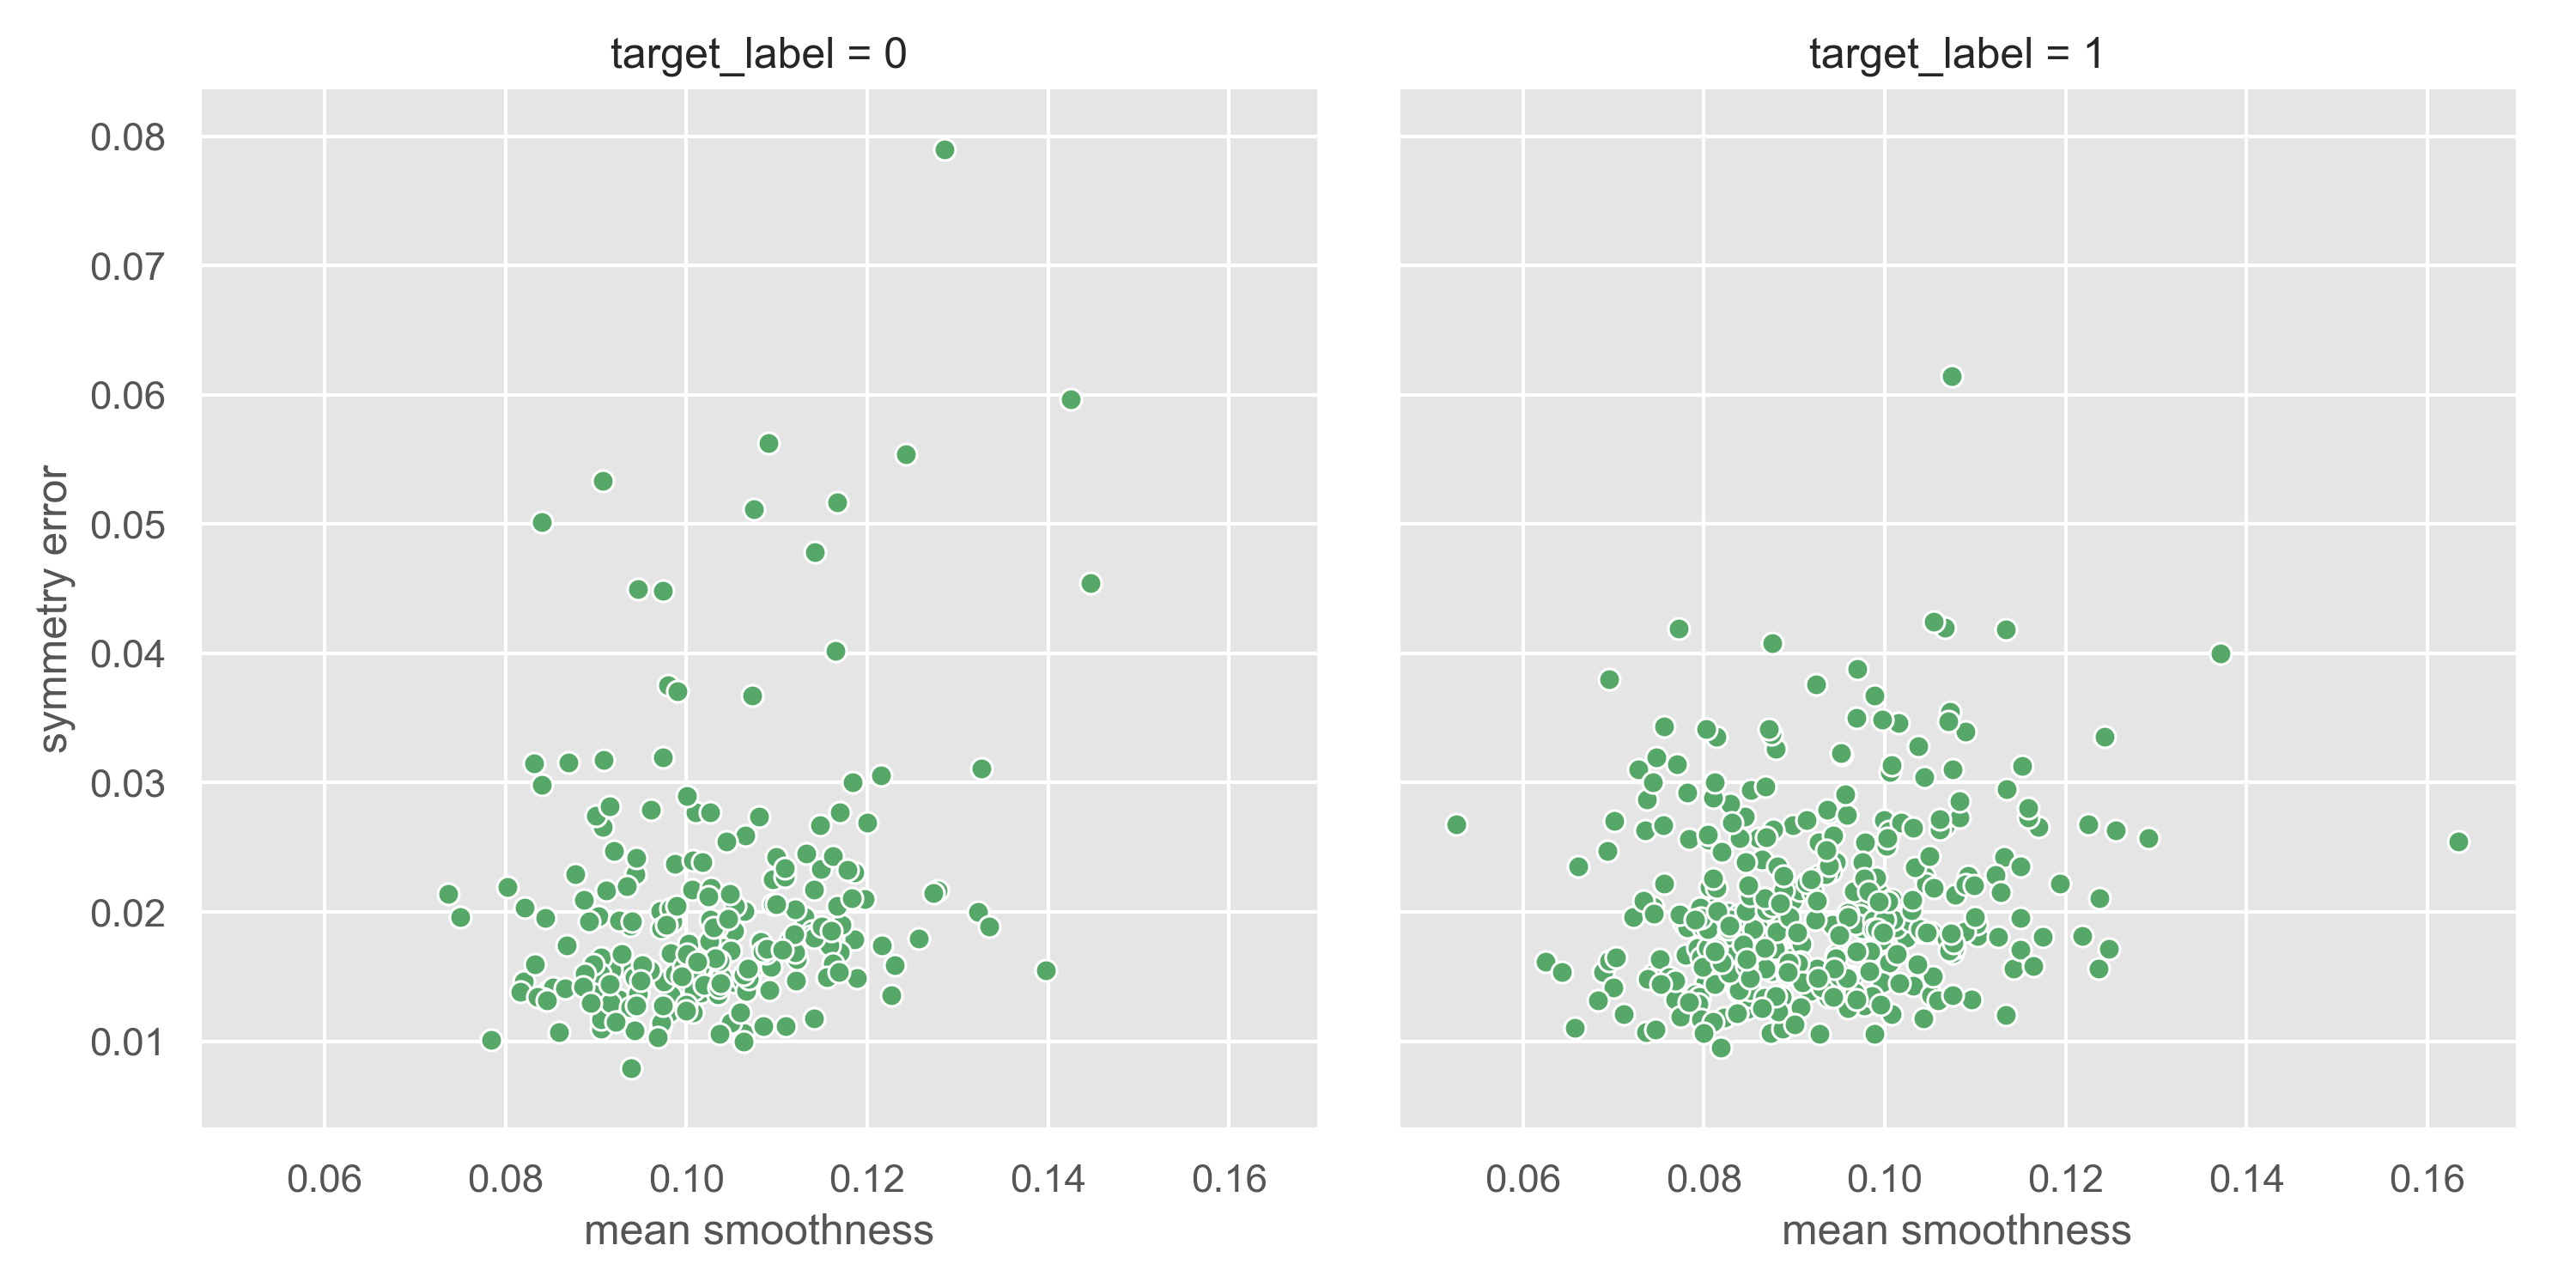 target_label = 0
target_label = 1
symmetry error
0.08
0.07
0.06
0.05
0.04
0.03
0.02
0.01
0.06 0.08 0.10 0.12 0.14 0.16
mean smoothness
0.06 0.08 0.10 0.12 0.14 0.16
mean smoothness